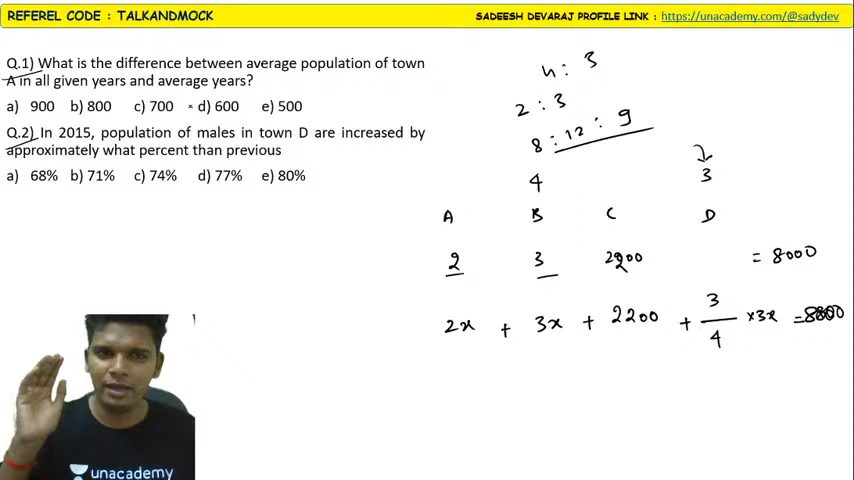 REFEREL CODE : TALKANDMOCK
SADEESH DEVARAJ PROFILE LINK : https://unacademy.com/@sadydev
Q.1) What is the difference between average population of town
A in all given years and average years?
a) 900 b) 800 c) 700 d) 600 e) 500
Q.2) In 2015, population of males in town D are increased by
approximately what percent than previous
a) 68% b) 71% c) 74% d) 77% e) 80%
4 : 3
2 : 3
8 : 12 : 9
4 3
A B C D
2 3 2200 = 8000
2x + 3x + 2200 + 3/4 × 3x =
unacademy